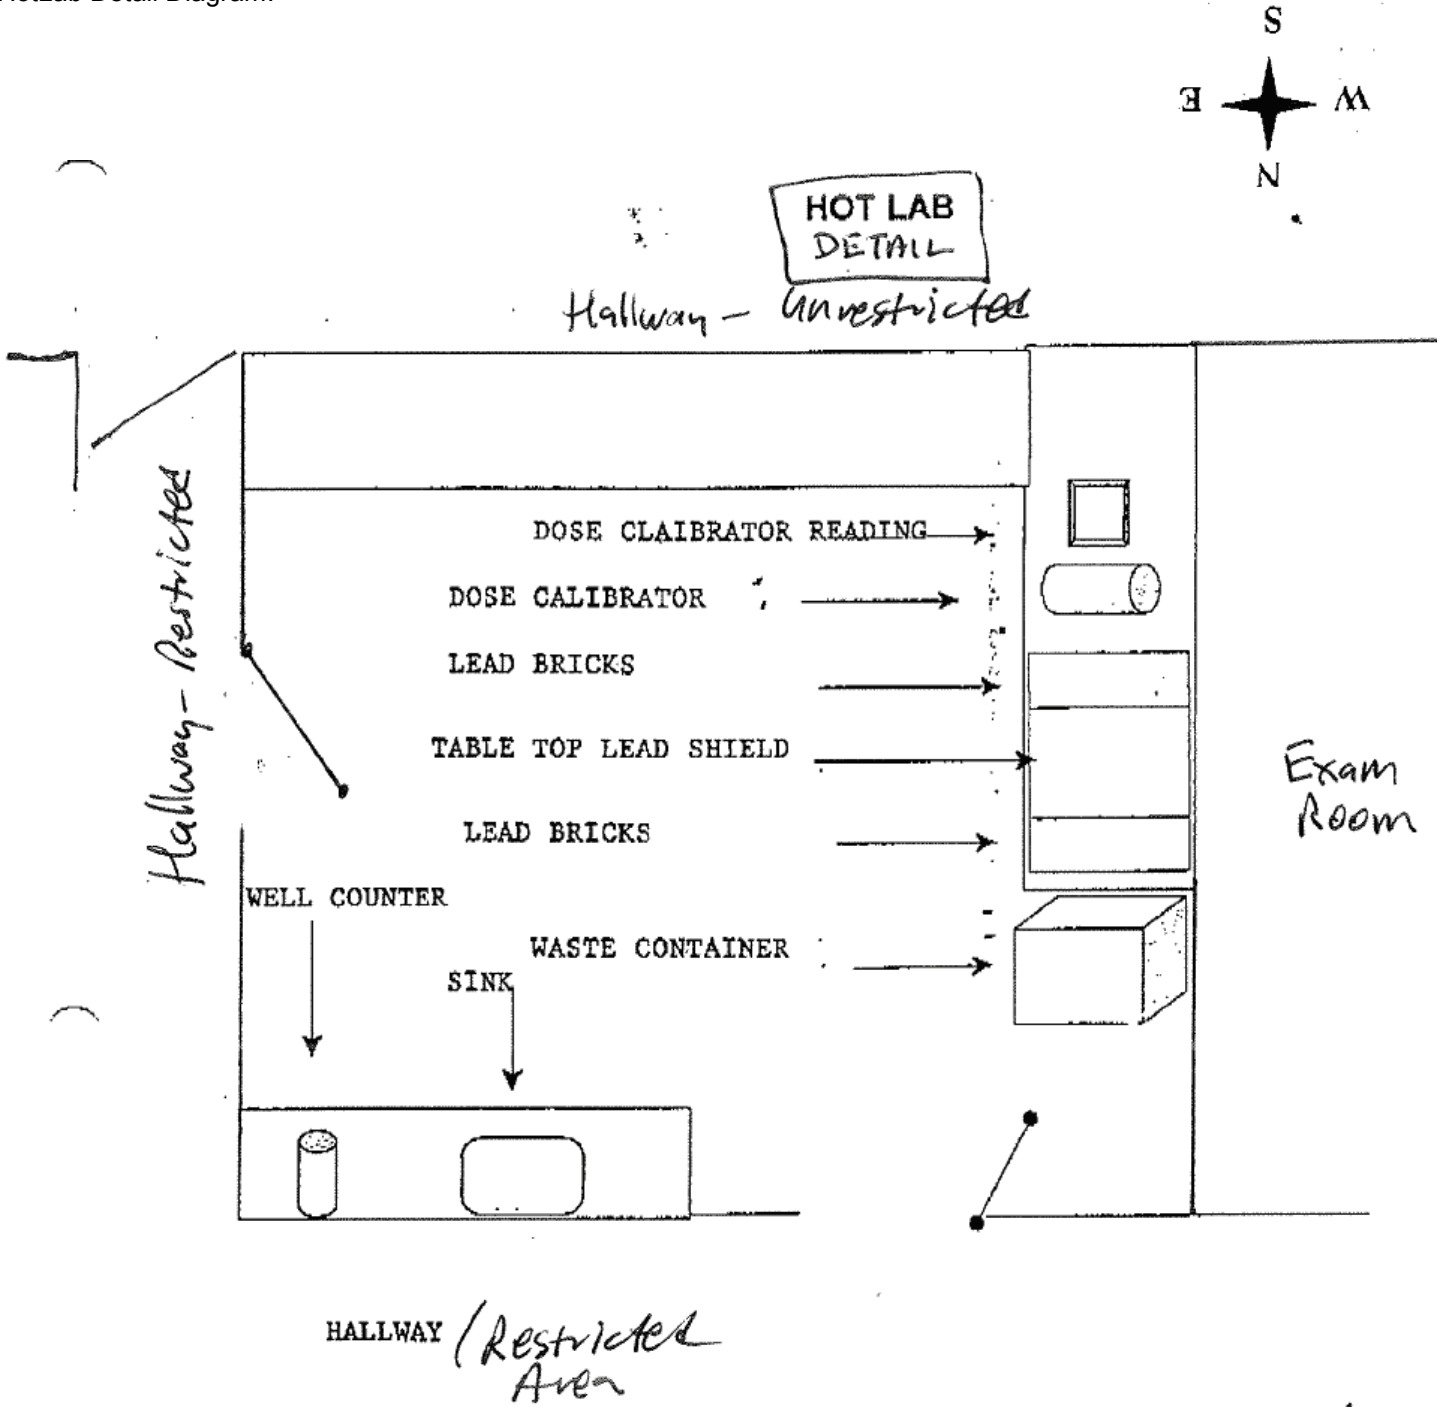 HotLab Detail Diagram:
S
E W
N
HOT LAB
DETAIL
Hallway - Unrestricted
Hallway - Restricted
DOSE CLAIBRATOR READING
DOSE CALIBRATOR
LEAD BRICKS
TABLE TOP LEAD SHIELD
Exam
Room
LEAD BRICKS
WELL COUNTER
WASTE CONTAINER
SINK
HALLWAY (Restricted
Area